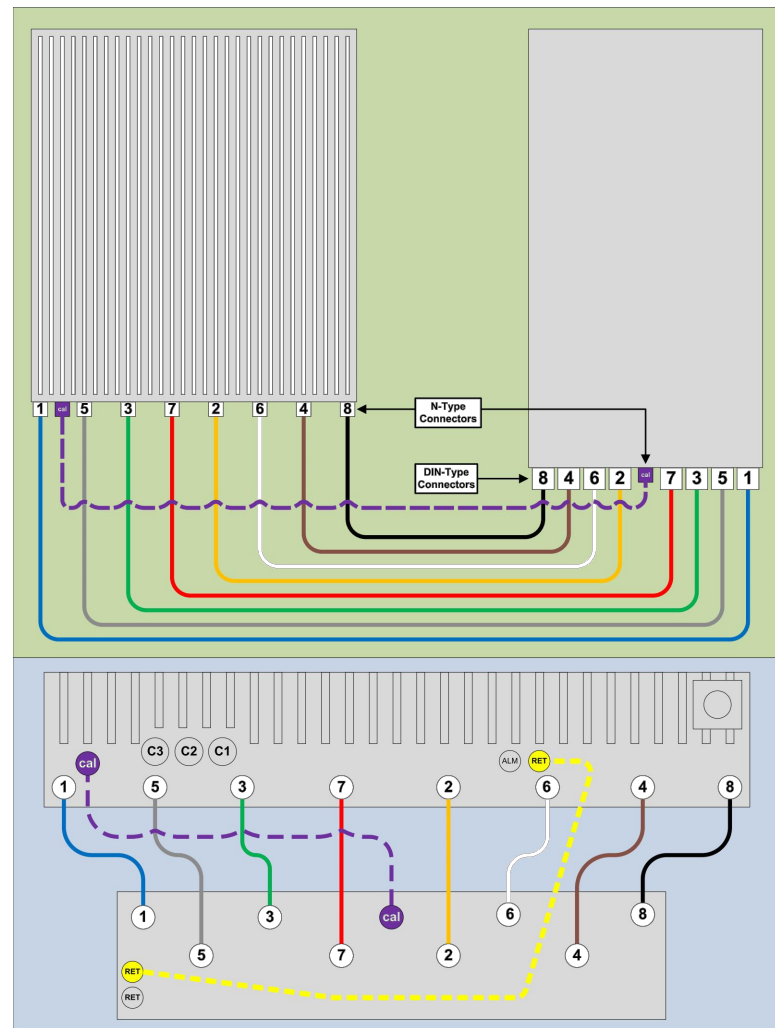 1 cal 5 3 7 2 6 4 8
N-Type
Connectors
DIN-Type
Connectors
8 4 6 2 cal 7 3 5 1
C3 C2 C1
ALM RET
cal
1 5 3 7 2 6 4 8
1 3 cal 6 8
5 7 2 4
RET
RET